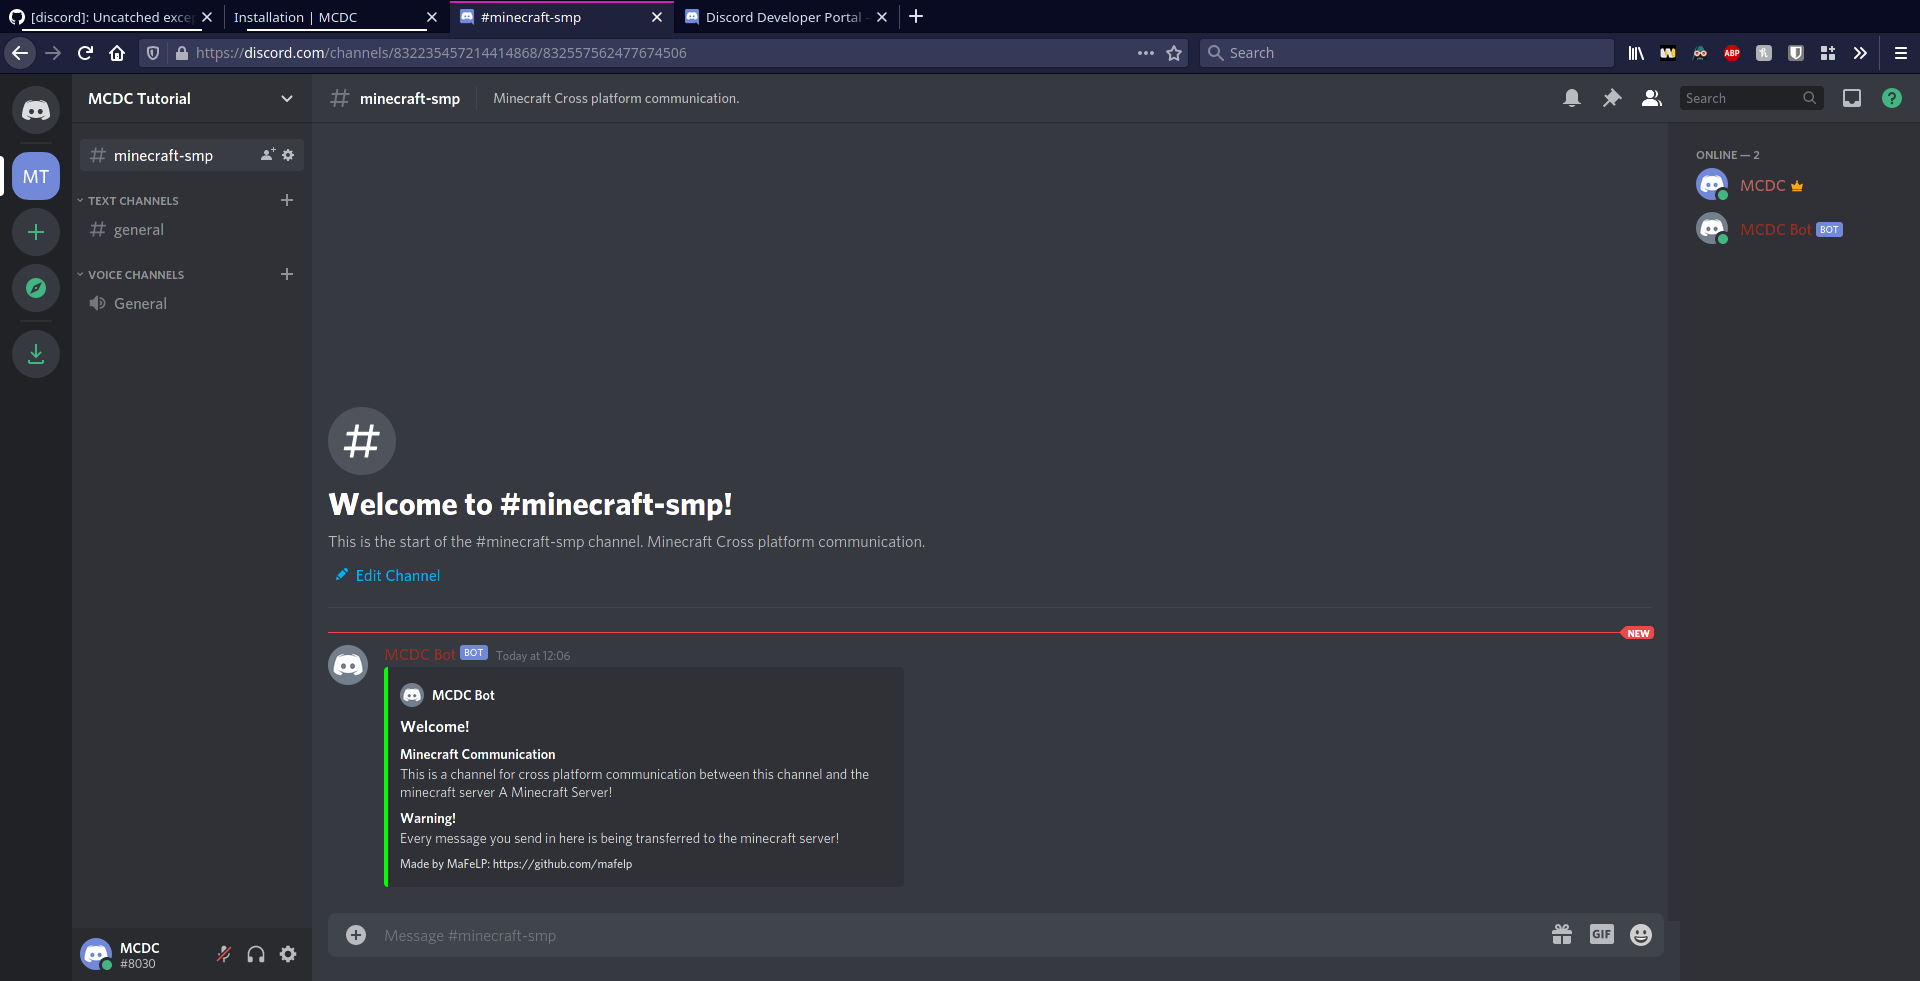 [discord]: Uncatched exce
Installation | MCDC
#minecraft-smp
Discord Developer Portal -
https://discord.com/channels/832235457214414868/832557562477674506
Search
ABP
MCDC Tutorial
minecraft-smp
Minecraft Cross platform communication.
Search
MT
minecraft-smp
TEXT CHANNELS
general
VOICE CHANNELS
General
ONLINE — 2
MCDC
MCDC Bot BOT
Welcome to #minecraft-smp!
This is the start of the #minecraft-smp channel. Minecraft Cross platform communication.
Edit Channel
NEW
MCDC Bot BOT Today at 12:06
MCDC Bot
Welcome!
Minecraft Communication
This is a channel for cross platform communication between this channel and the
minecraft server A Minecraft Server!
Warning!
Every message you send in here is being transferred to the minecraft server!
Made by MaFeLP: https://github.com/mafelp
Message #minecraft-smp
GIF
MCDC
#8030